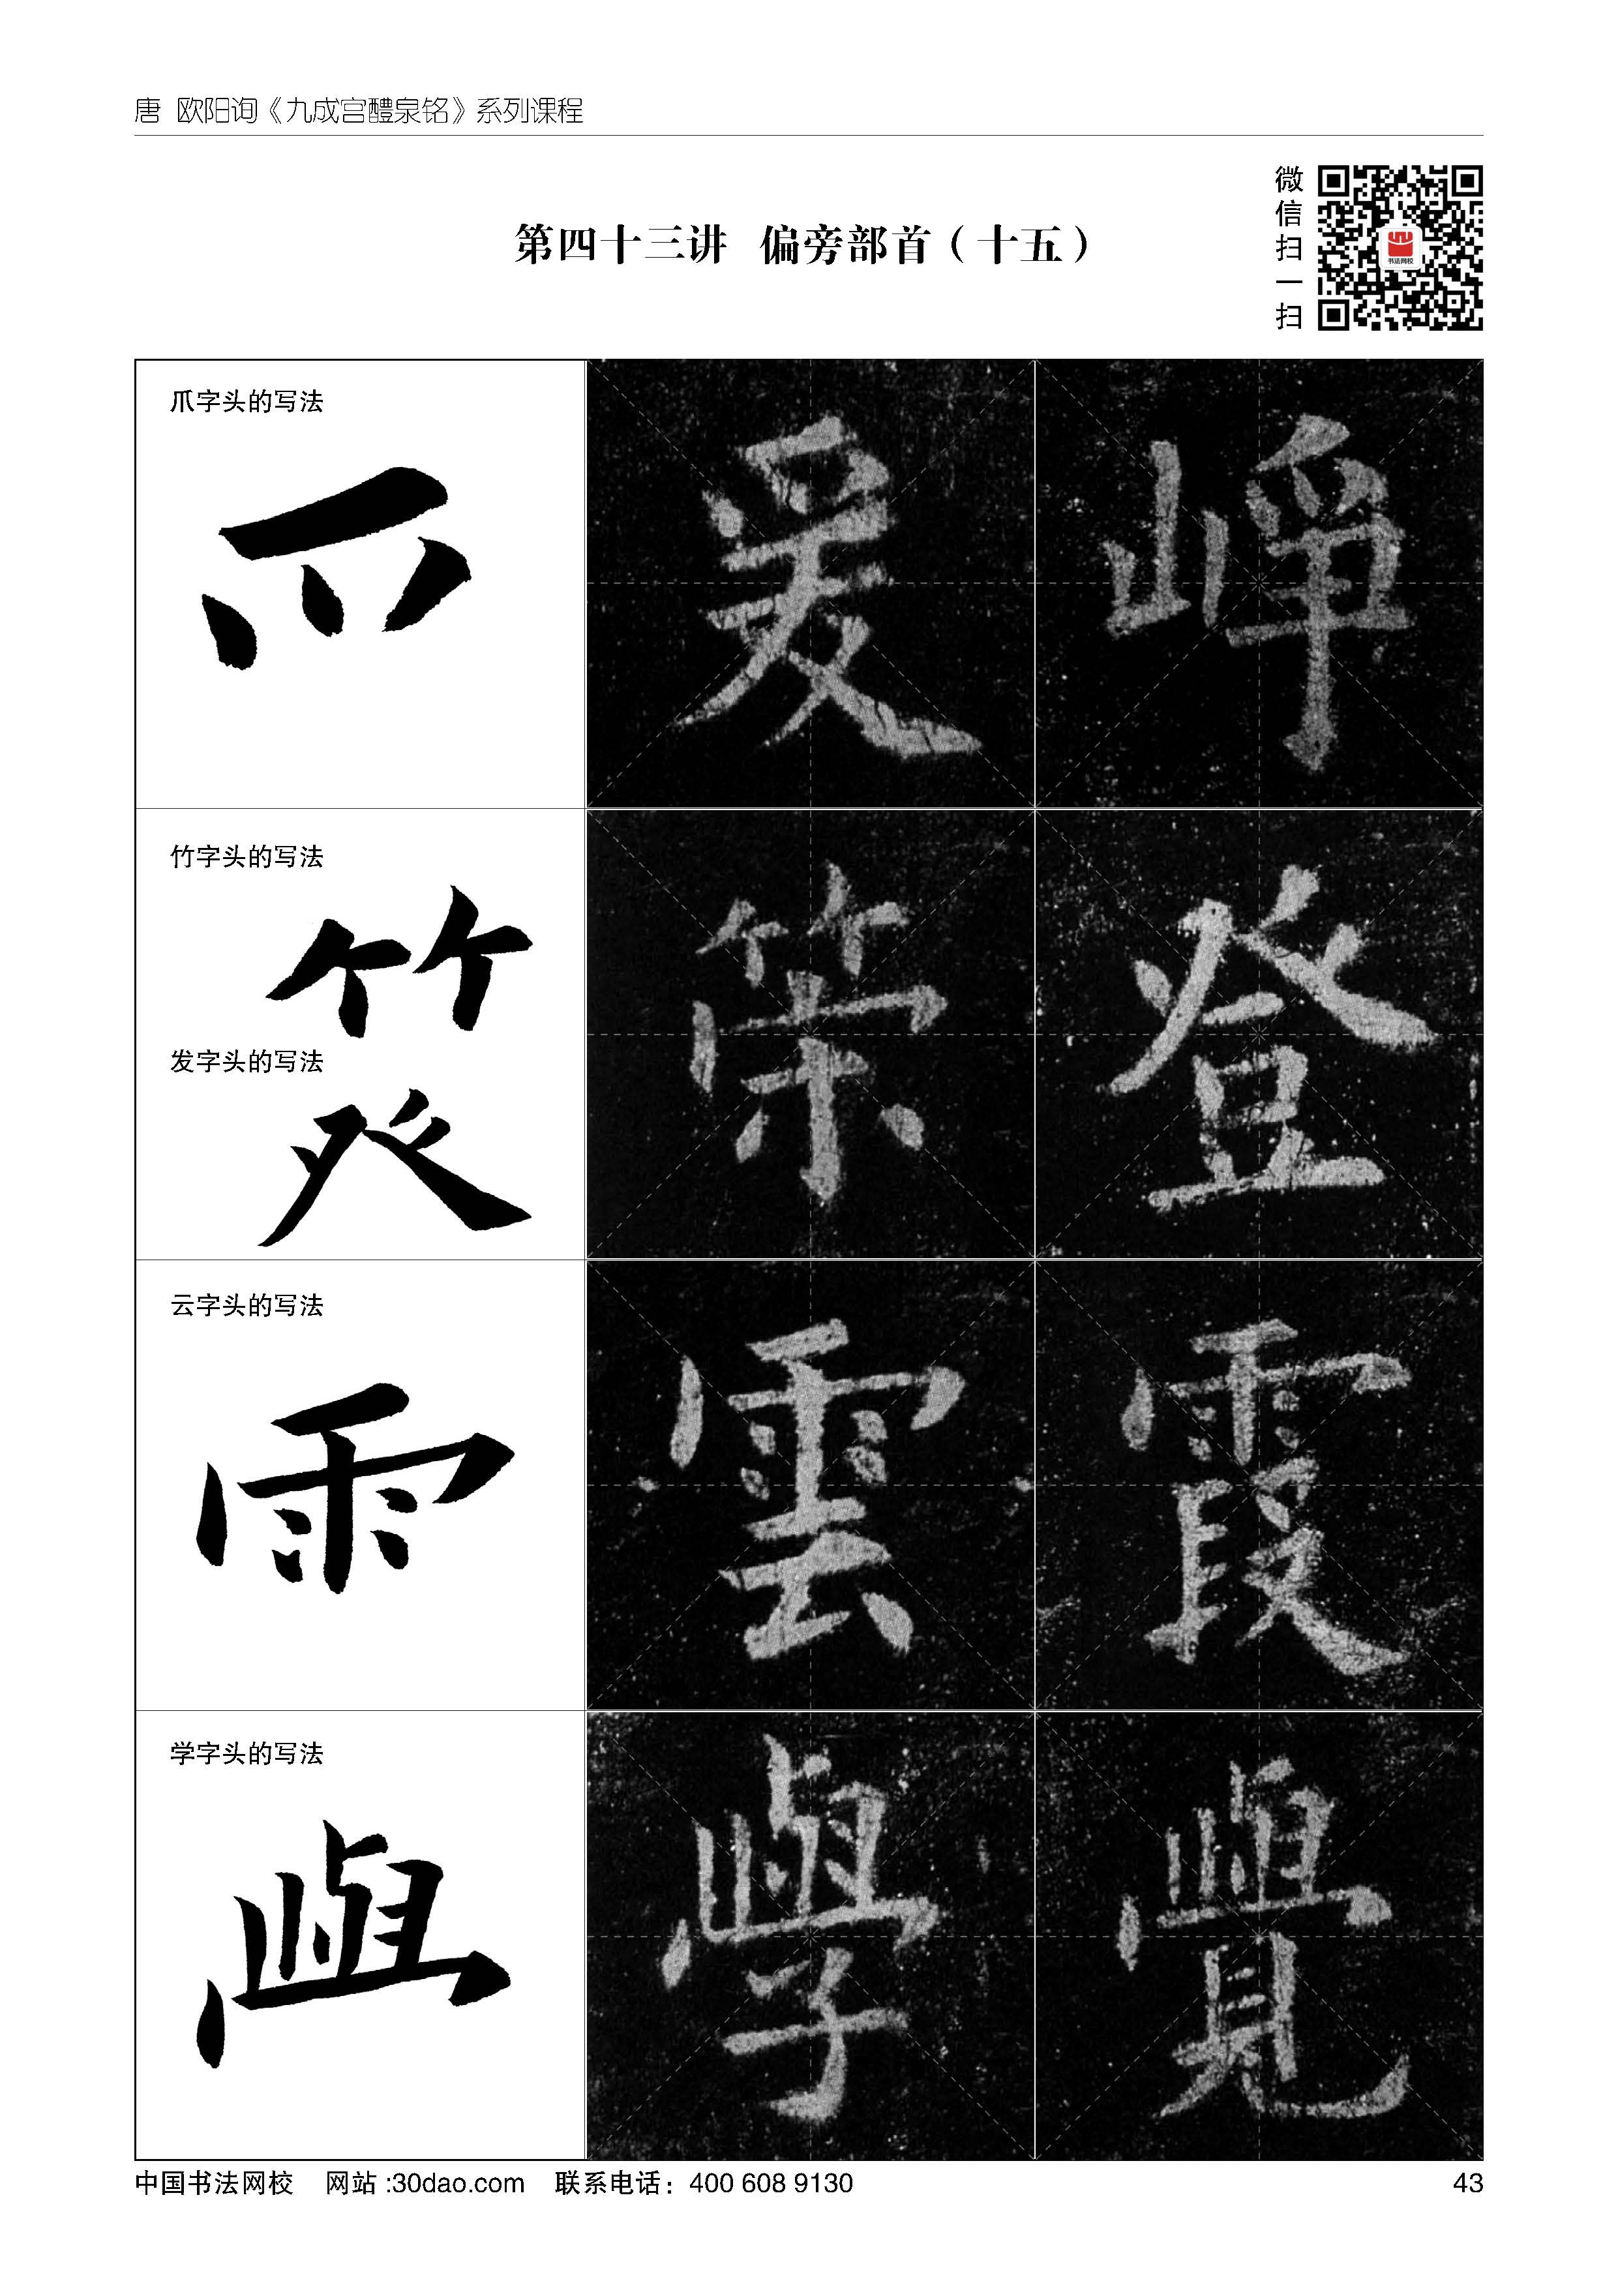 唐 欧阳询《九成宫醴泉铭》系列课程
第四十三讲 偏旁部首（十五）
微信扫一扫
书法网校
爪字头的写法
爫
爰 崢
竹字头的写法
𥫗
发字头的写法
癶
策 登
云字头的写法
雨
雲 霞
学字头的写法
學 覺
中国书法网校 网站:30dao.com 联系电话：400 608 9130
43